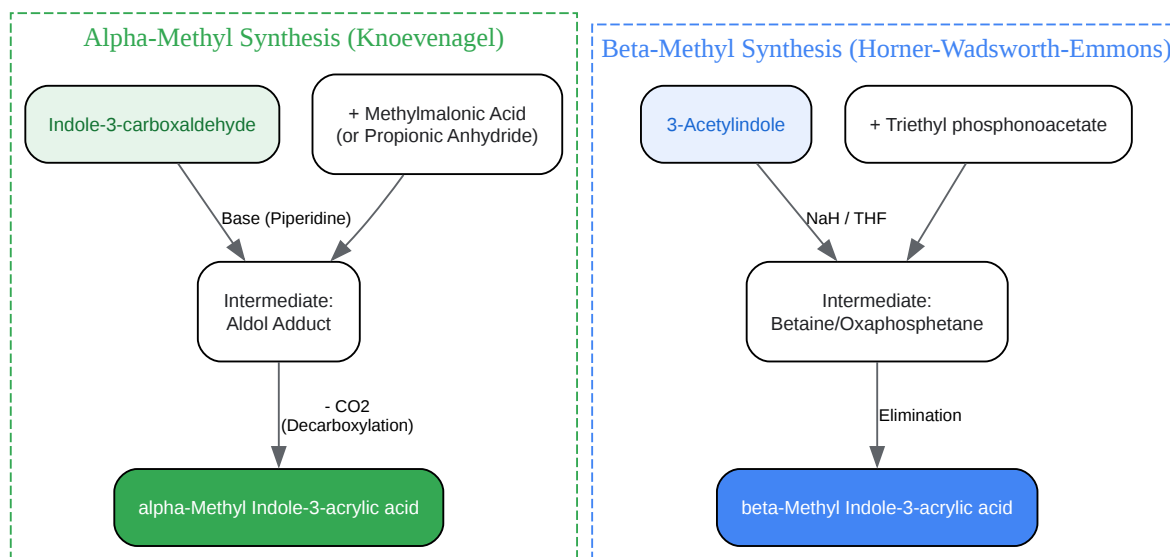 Alpha-Methyl Synthesis (Knoevenagel)
Indole-3-carboxaldehyde
+ Methylmalonic Acid
(or Propionic Anhydride)
Base (Piperidine)
Intermediate:
Aldol Adduct
- CO2
(Decarboxylation)
alpha-Methyl Indole-3-acrylic acid
Beta-Methyl Synthesis (Horner-Wadsworth-Emmons)
3-Acetylindole
+ Triethyl phosphonoacetate
NaH / THF
Intermediate:
Betaine/Oxaphosphetane
Elimination
beta-Methyl Indole-3-acrylic acid